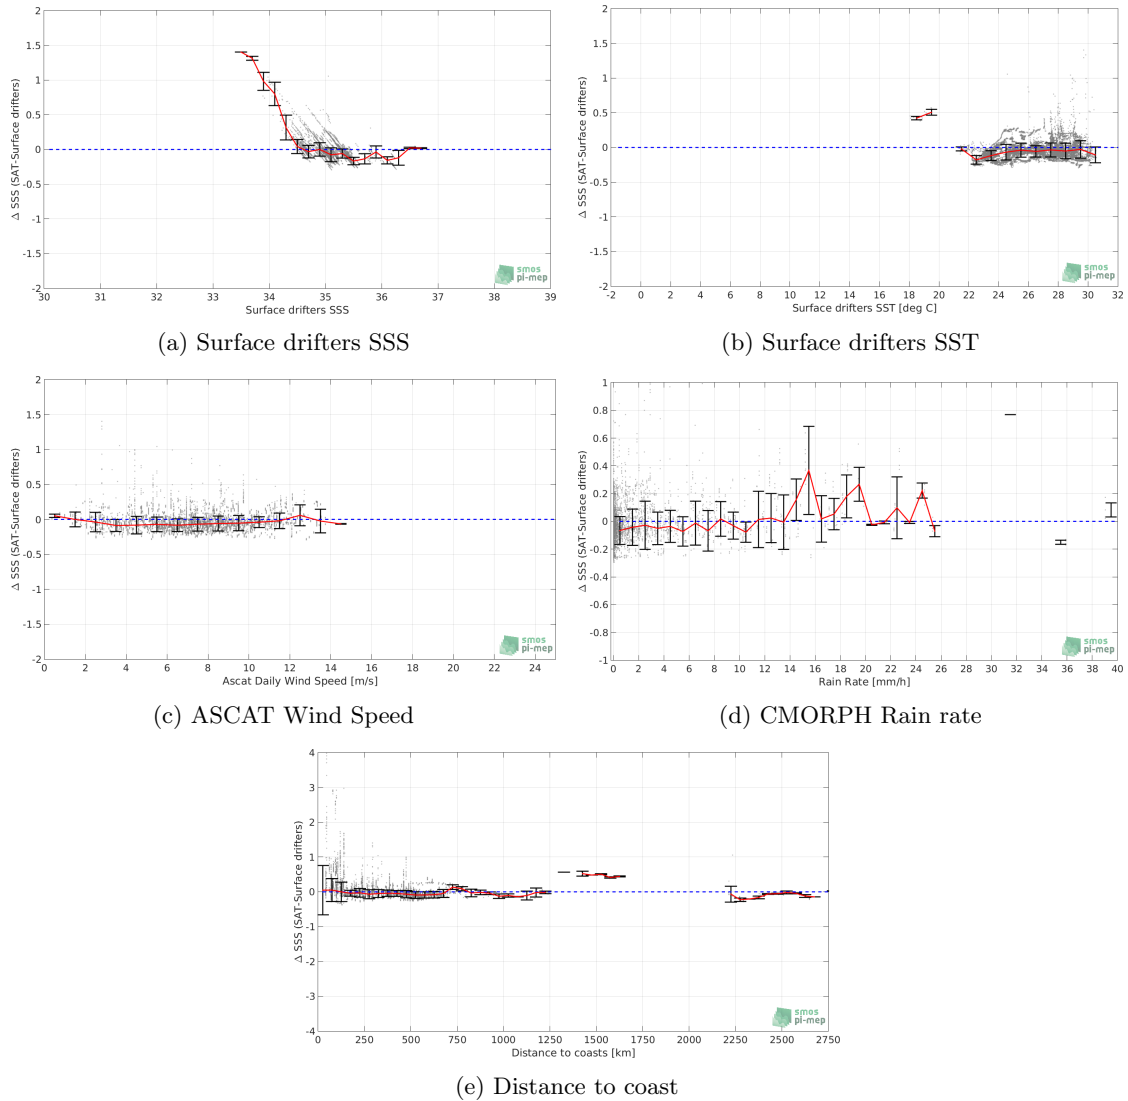 2
1.5
1
0.5
0
-0.5
-1
-1.5
-2
Δ SSS (SAT-Surface drifters)
30 31 32 33 34 35 36 37 38 39
Surface drifters SSS
smos
pi-mep
(a) Surface drifters SSS
2
1.5
1
0.5
0
-0.5
-1
-1.5
-2
Δ SSS (SAT-Surface drifters)
-2 0 2 4 6 8 10 12 14 16 18 20 22 24 26 28 30 32
Surface drifters SST [deg C]
smos
pi-mep
(b) Surface drifters SST
2
1.5
1
0.5
0
-0.5
-1
-1.5
-2
Δ SSS (SAT-Surface drifters)
0 2 4 6 8 10 12 14 16 18 20 22 24
Ascat Daily Wind Speed [m/s]
smos
pi-mep
(c) ASCAT Wind Speed
1
0.8
0.6
0.4
0.2
0
-0.2
-0.4
-0.6
-0.8
-1
Δ SSS (SAT-Surface drifters)
0 2 4 6 8 10 12 14 16 18 20 22 24 26 28 30 32 34 36 38 40
Rain Rate [mm/h]
smos
pi-mep
(d) CMORPH Rain rate
4
3
2
1
0
-1
-2
-3
-4
Δ SSS (SAT-Surface drifters)
0 250 500 750 1000 1250 1500 1750 2000 2250 2500 2750
Distance to coasts [km]
smos
pi-mep
(e) Distance to coast